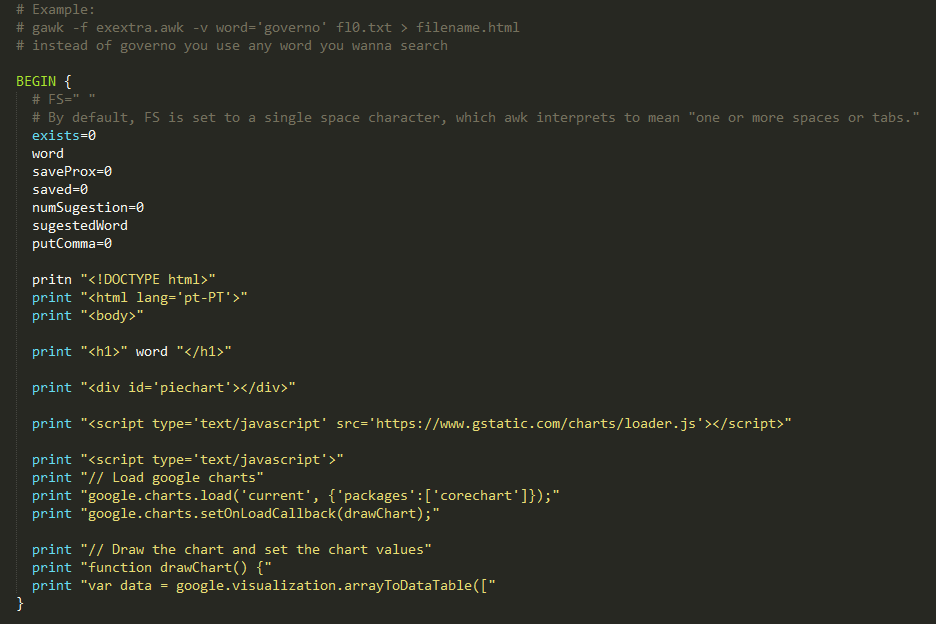 # Example:
# gawk -f exextra.awk -v word='governo' fl0.txt > filename.html
# instead of governo you use any word you wanna search
BEGIN {
# FS=" "
# By default, FS is set to a single space character, which awk interprets to mean "one or more spaces or tabs."
exists=0
word
saveProx=0
saved=0
numSugestion=0
sugestedWord
putComma=0
pritn "<!DOCTYPE html>"
print "<html lang='pt-PT'>"
print "<body>"
print "<h1>" word "</h1>"
print "<div id='piechart'></div>"
print "<script type='text/javascript' src='https://www.gstatic.com/charts/loader.js'></script>"
print "<script type='text/javascript'>"
print "// Load google charts"
print "google.charts.load('current', {'packages':['corechart']});"
print "google.charts.setOnLoadCallback(drawChart);"
print "// Draw the chart and set the chart values"
print "function drawChart() {"
print "var data = google.visualization.arrayToDataTable(["
}